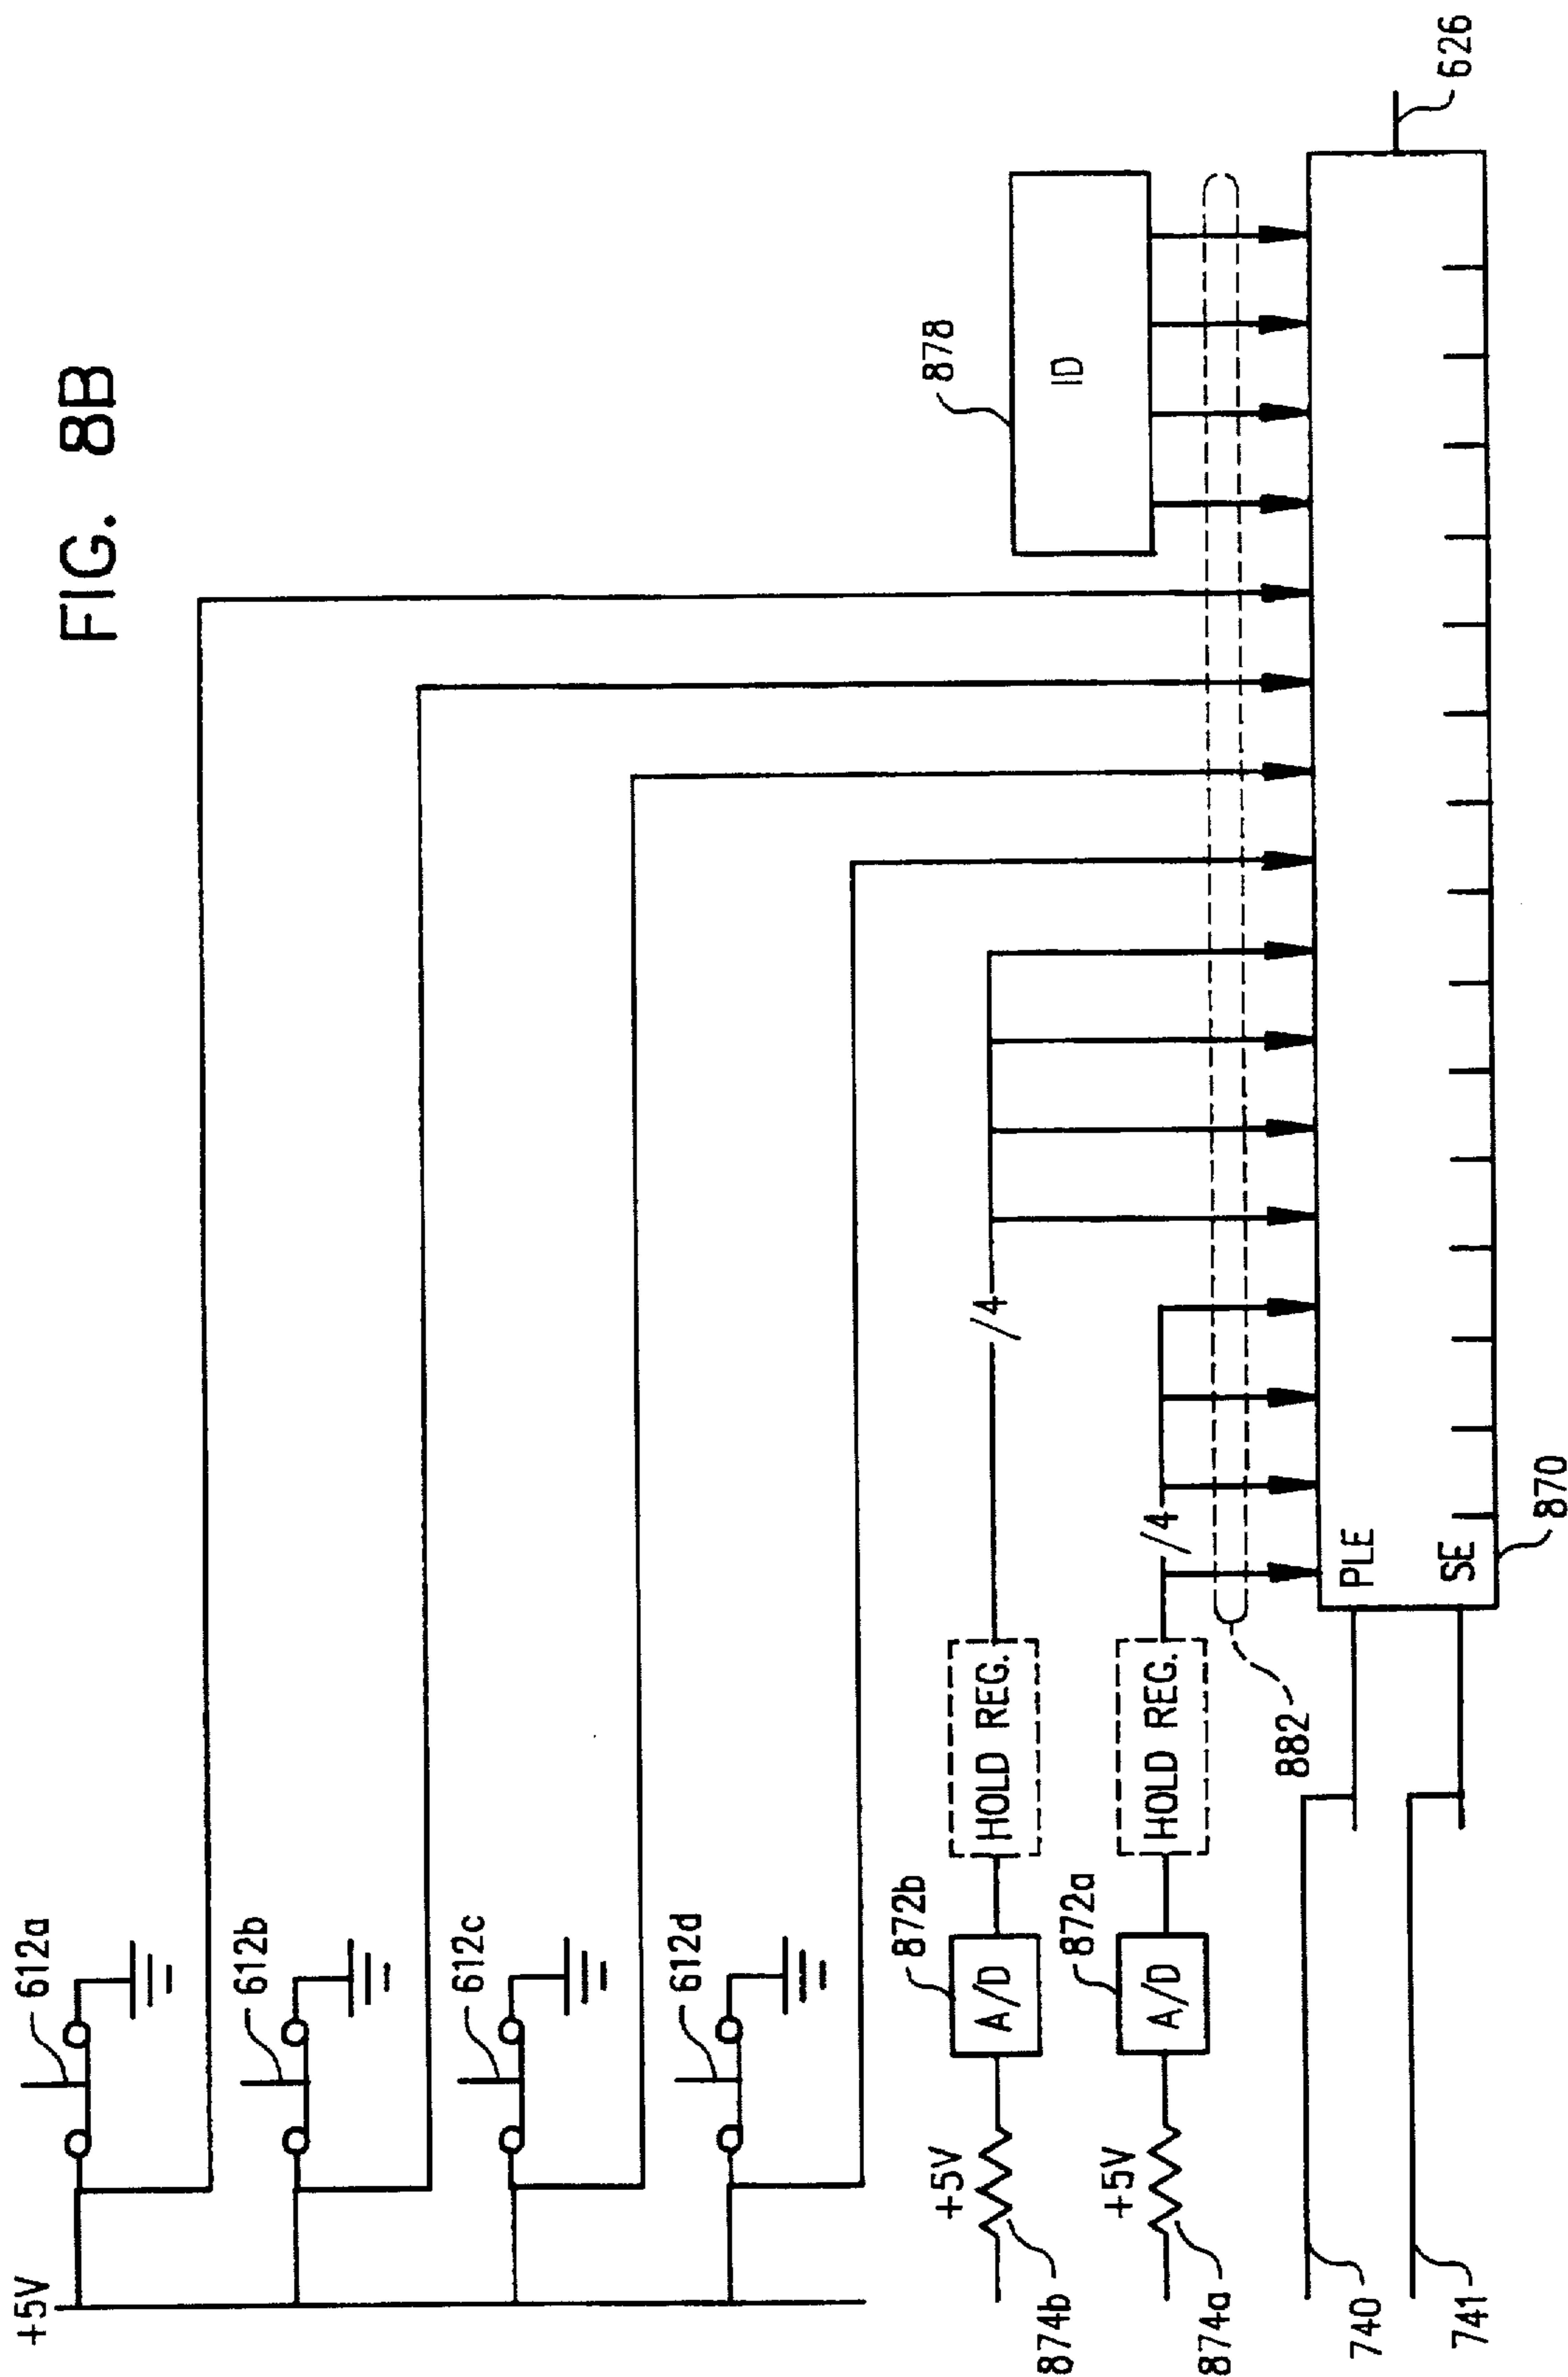 FIG. 8B
+5V
612a
612b
612c
612d
+5V
874b
A/D
872b
HOLD REG.
/4
+5V
874a
A/D
872a
HOLD REG.
/4
878
ID
882
740
741
PLE
SE
870
626